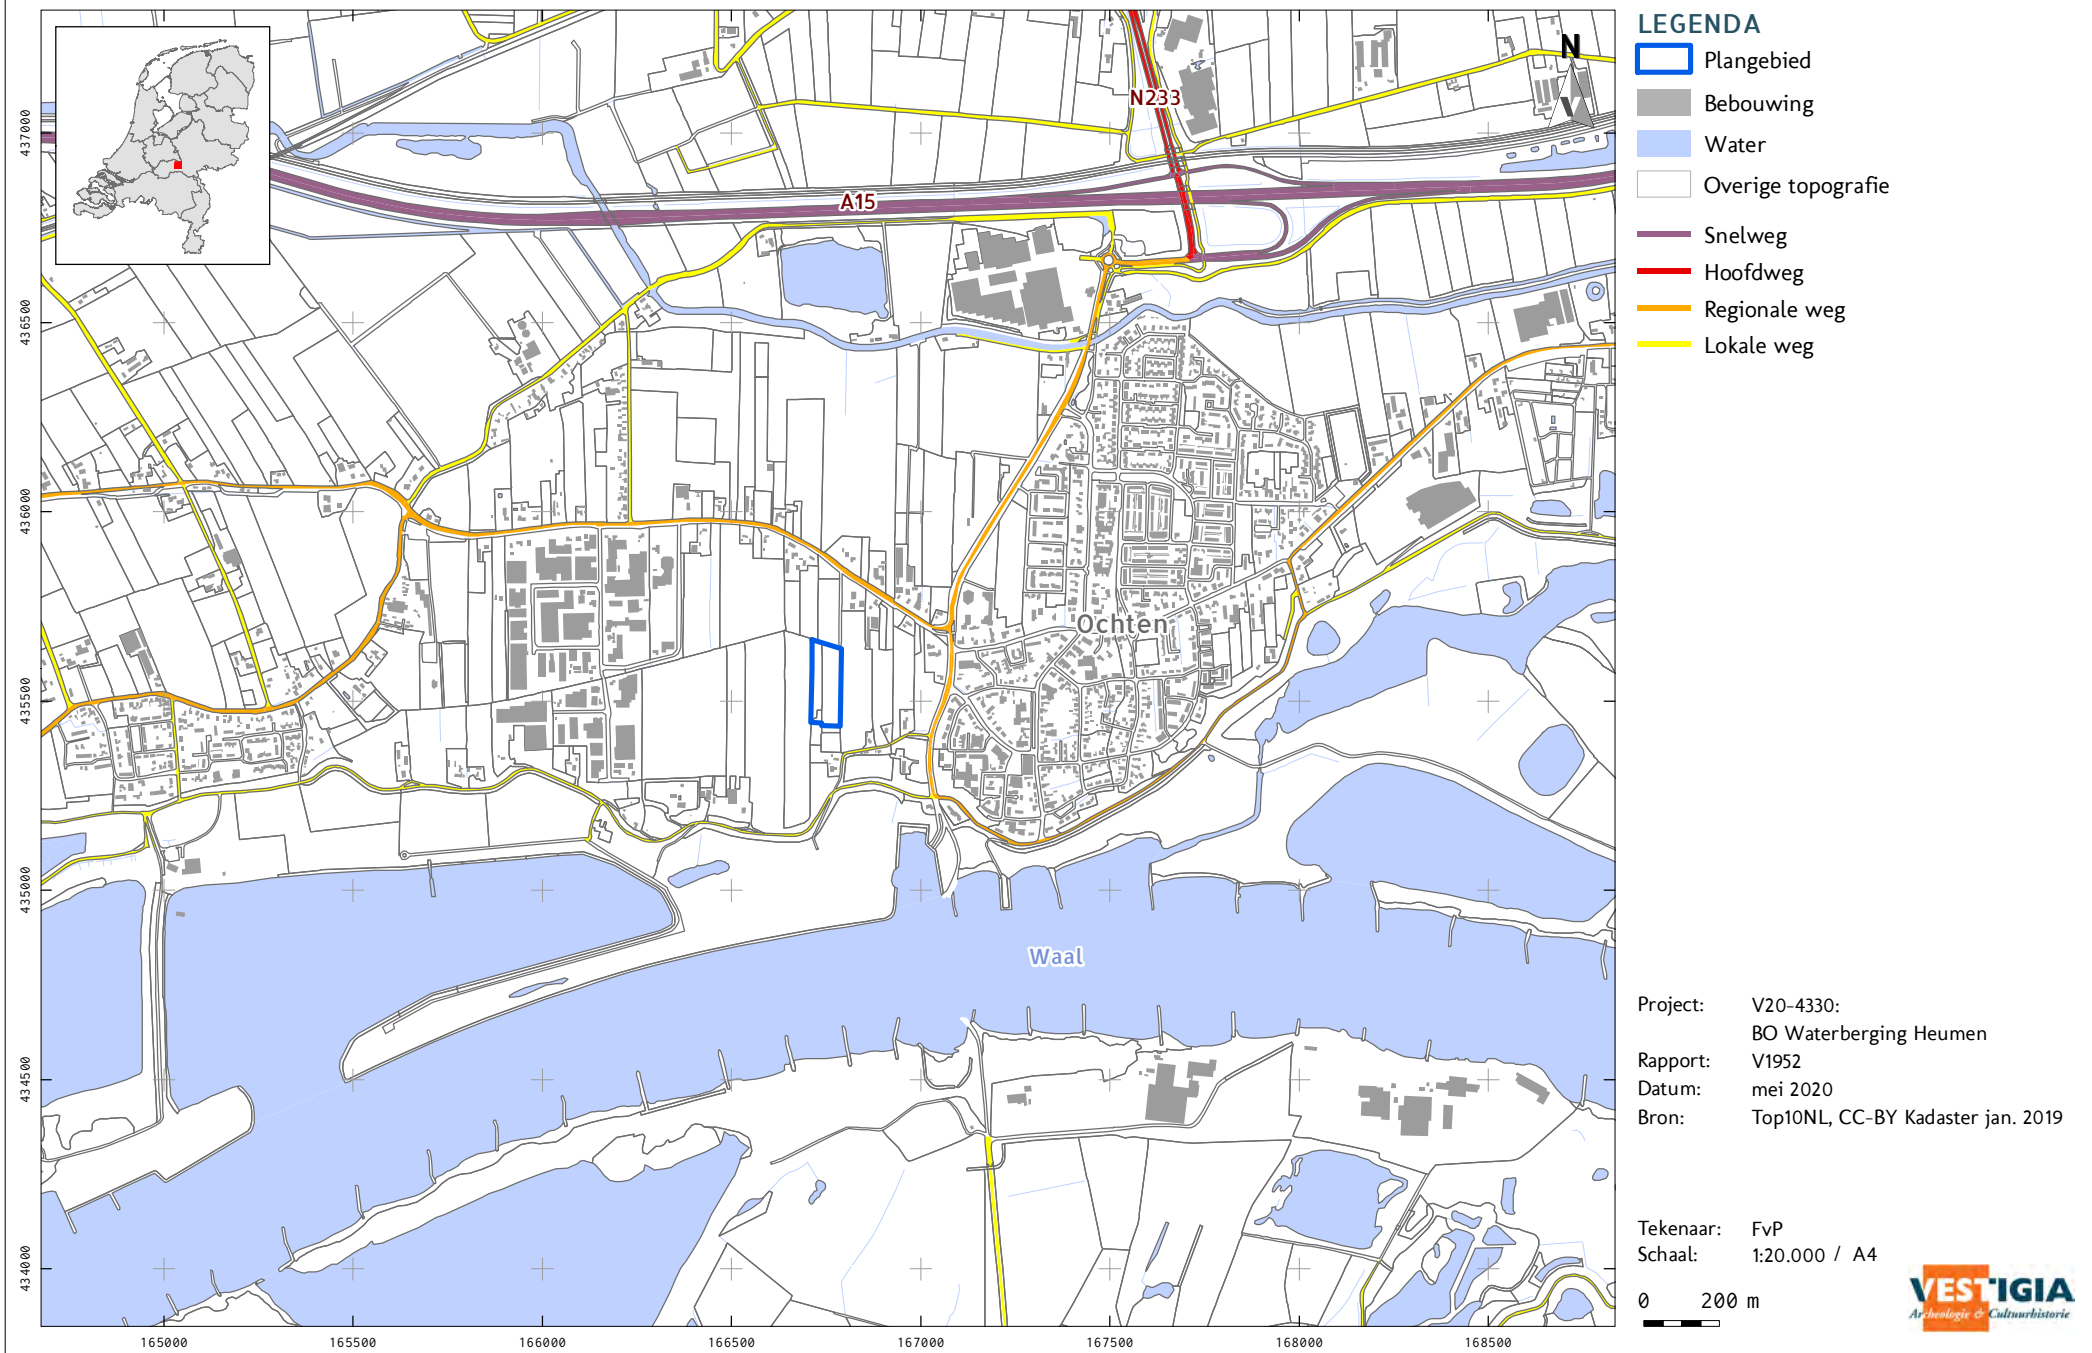 LEGENDA
Plangebied
Bebouwing
Water
Overige topografie
Snelweg
Hoofdweg
Regionale weg
Lokale weg
N
N233
A15
Ochten
Waal
437000
436500
436000
435500
435000
434500
434000
165000
165500
166000
166500
167000
167500
168000
168500
Project: V20-4330:
BO Waterberging Heumen
Rapport: V1952
Datum: mei 2020
Bron: Top10NL, CC-BY Kadaster jan. 2019
Tekenaar: FvP
Schaal: 1:20.000 / A4
0 200 m
VESTIGIA
Archeologie & Cultuurhistorie